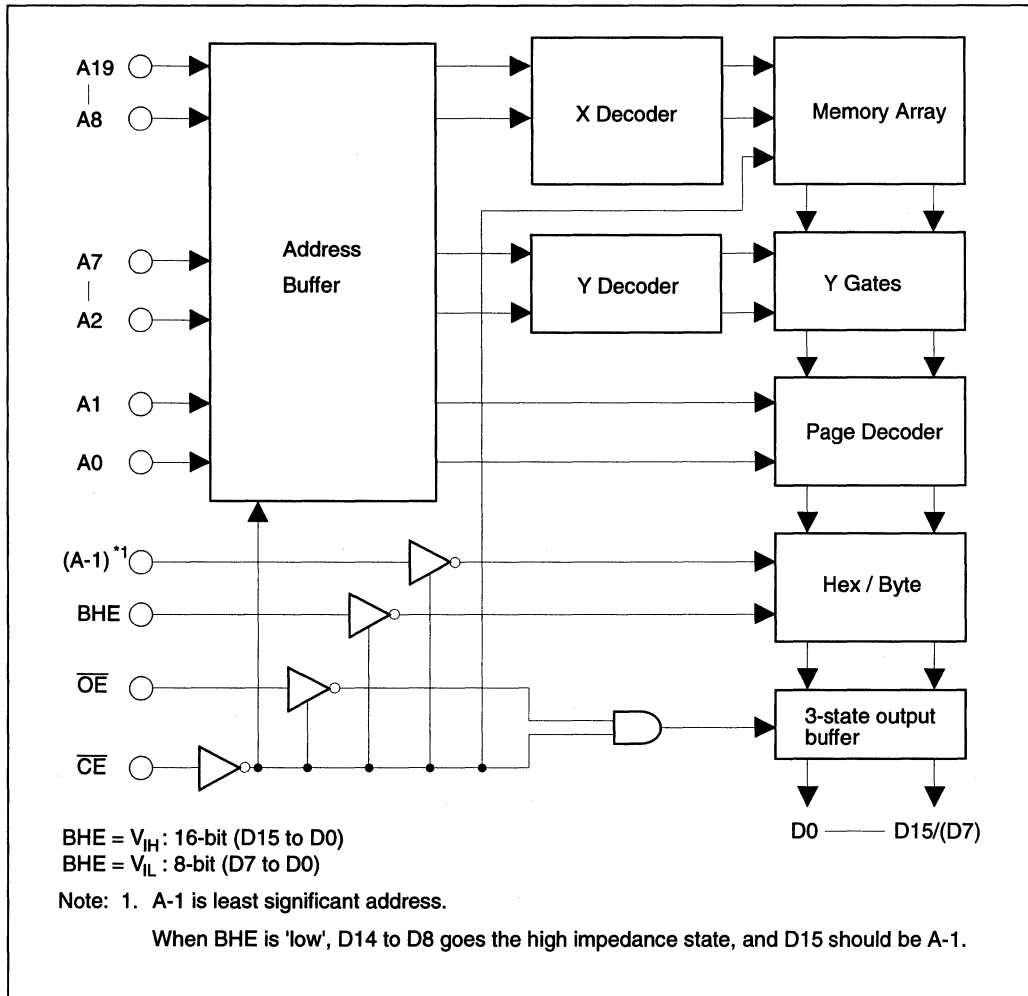 A19
A8
A7
A2
A1
A0
(A-1) *1
BHE
OE
CE
Address
Buffer
X Decoder
Y Decoder
Memory Array
Y Gates
Page Decoder
Hex / Byte
3-state output
buffer
D0 D15/(D7)
BHE = VIH : 16-bit (D15 to D0)
BHE = VIL : 8-bit (D7 to D0)
Note: 1. A-1 is least significant address.
When BHE is 'low', D14 to D8 goes the high impedance state, and D15 should be A-1.